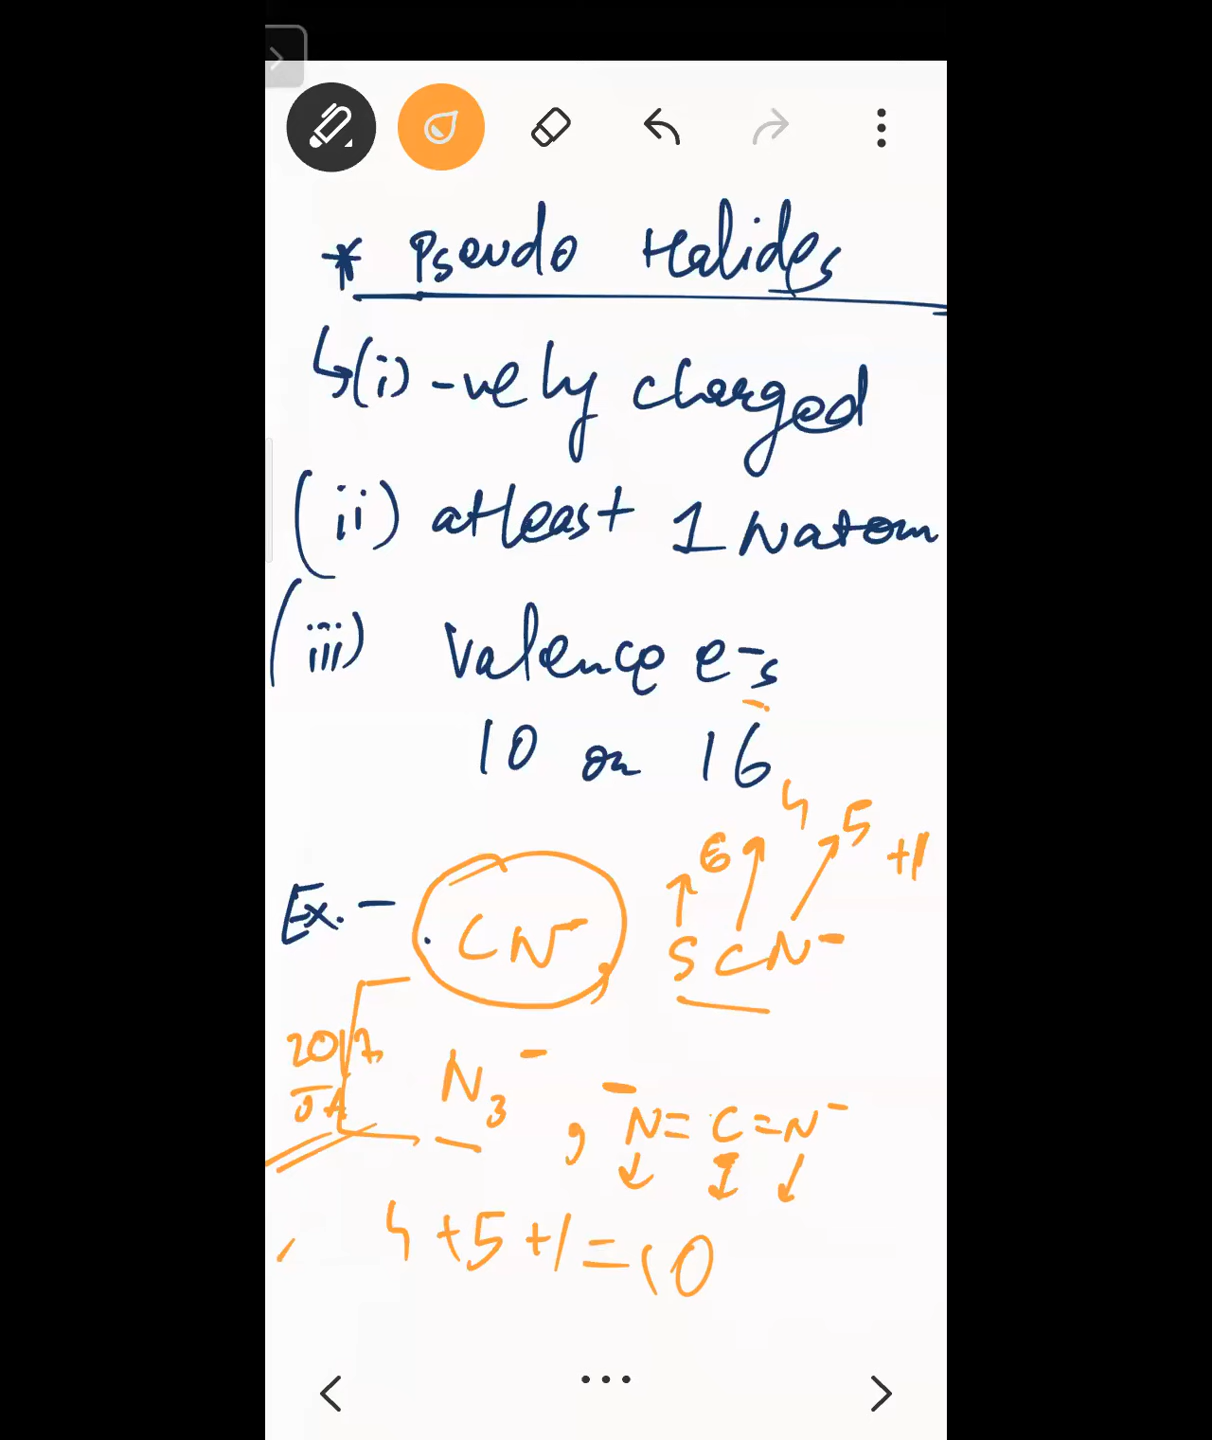 * Pseudo Halides
↳(i) -vely charged
(ii) atleast 1 N atom
(iii) Valence e-s
10 or 16
6 4 5 +1
Ex. - CN⁻, SCN⁻
2017
N₃⁻, ⁻N=C=N⁻
4+5+1=10